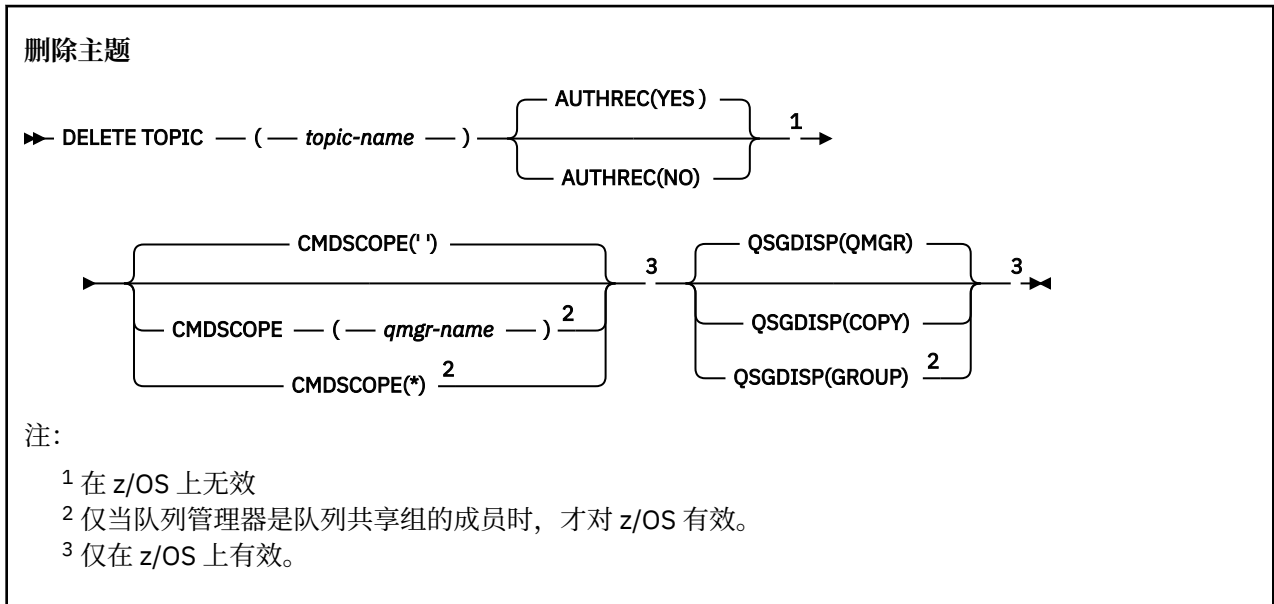 删除主题
AUTHREC(YES )
DELETE TOPIC ( topic-name ) 1
AUTHREC(NO)
CMDSCOPE(' ') QSGDISP(QMGR)
3 3
CMDSCOPE ( qmgr-name ) 2 QSGDISP(COPY)
CMDSCOPE(*) 2 QSGDISP(GROUP) 2
注：
1 在 z/OS 上无效
2 仅当队列管理器是队列共享组的成员时，才对 z/OS 有效。
3 仅在 z/OS 上有效。